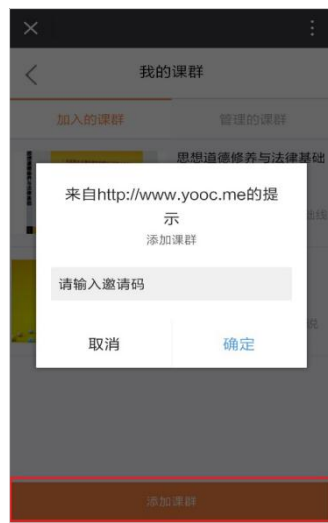 我的课群
加入的课群
管理的课群
思想道德修养与法律基础
来自http://www.yooc.me的提
示
添加课群
请输入邀请码
取消
确定
添加课群